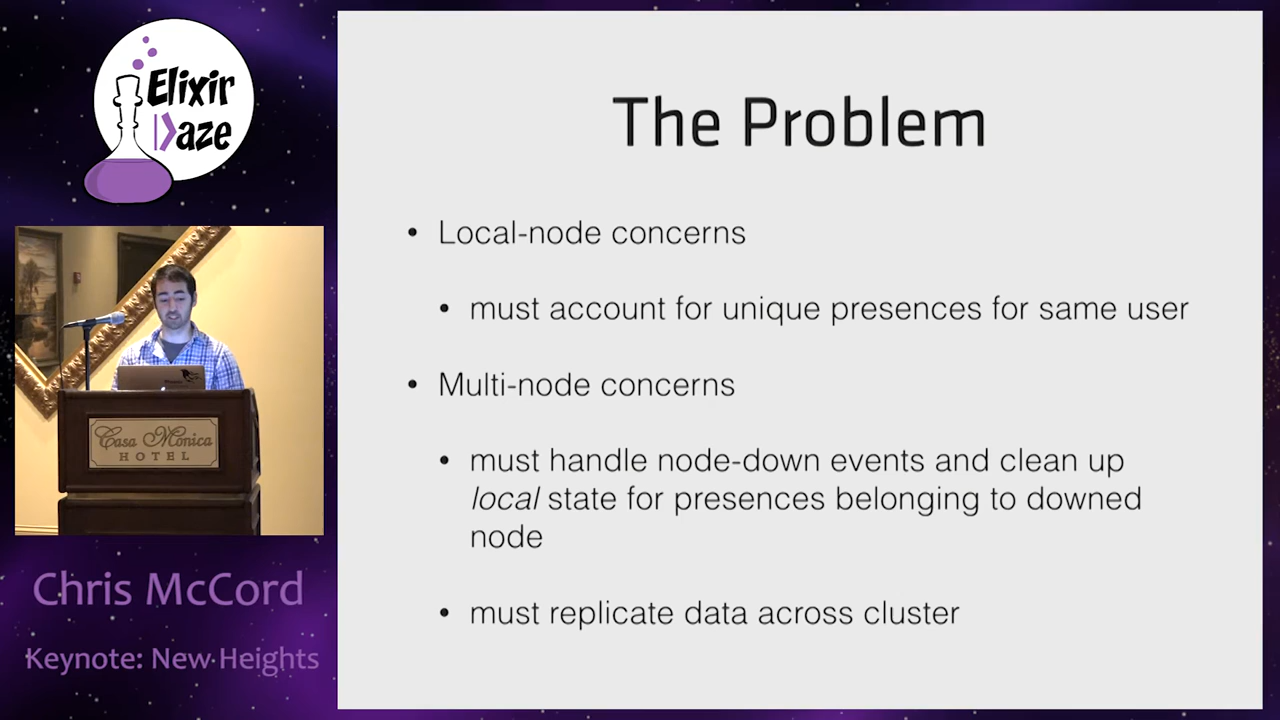 Elixir
Daze
Casa Monica
HOTEL
Chris McCord
Keynote: New Heights
The Problem
• Local-node concerns
• must account for unique presences for same user
• Multi-node concerns
• must handle node-down events and clean up
local state for presences belonging to downed
node
• must replicate data across cluster